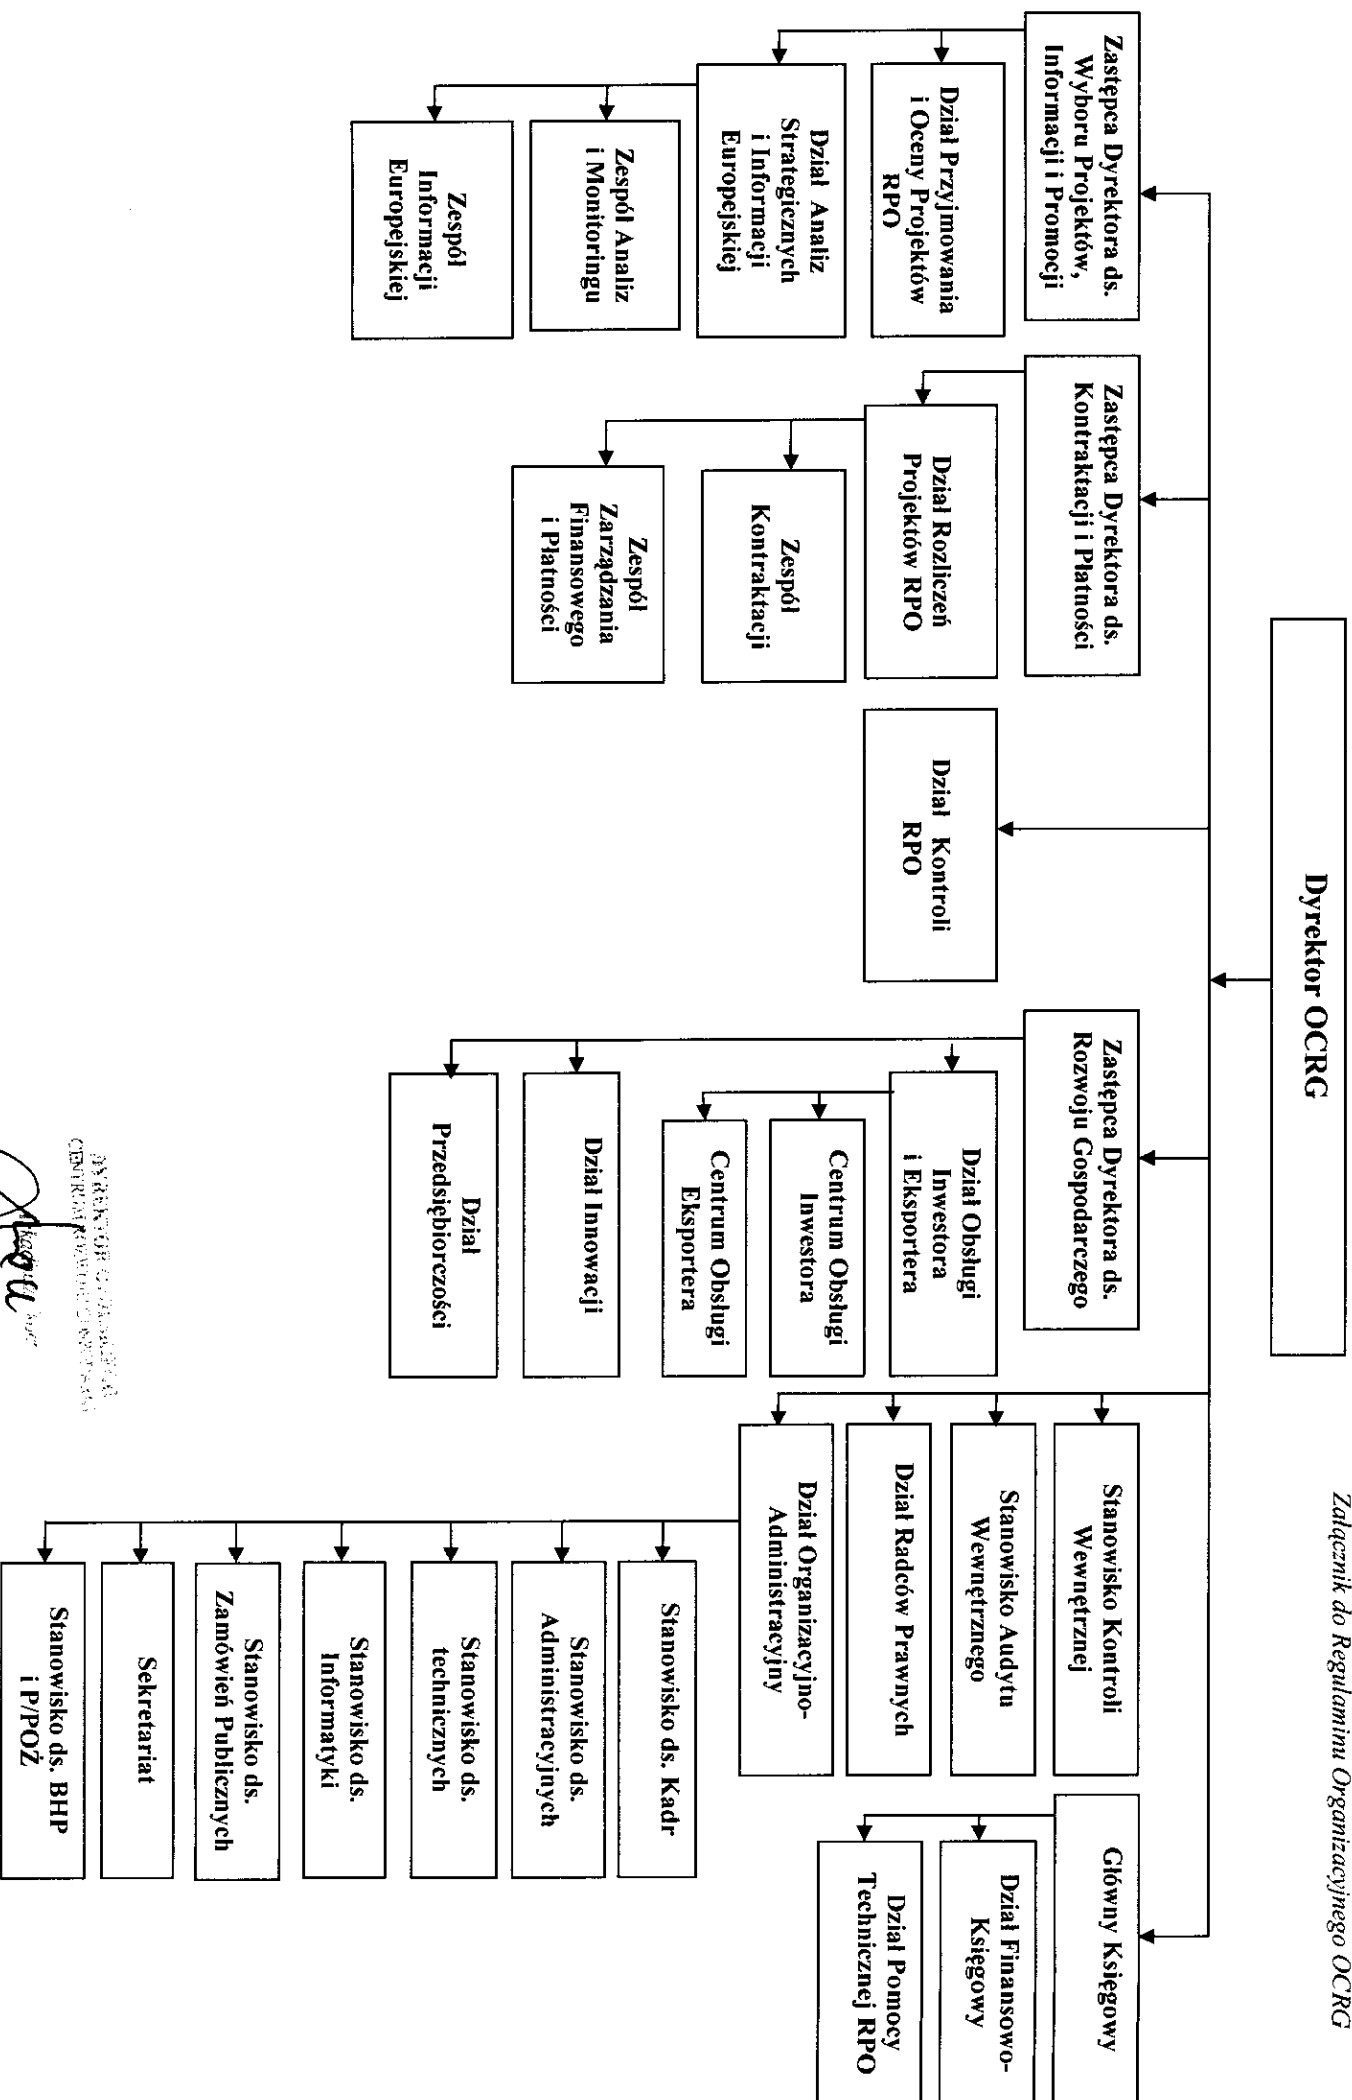 Załącznik do Regulaminu Organizacyjnego OCRG
Dyrektor OCRG
Zastępca Dyrektora ds.
Wyboru Projektów,
Informacji i Promocji
Dział Przyjmowania
i Oceny Projektów
RPO
Dział Analiz
Strategicznych
i Informacji
Europejskiej
Zespół Analiz
i Monitoringu
Zespół
Informacji
Europejskiej
Zastępca Dyrektora ds.
Kontraktacji i Płatności
Dział Rozliczeń
Projektów RPO
Zespół
Kontraktacji
Zespół
Zarządzania
Finansowego
i Płatności
Dział Kontroli
RPO
Zastępca Dyrektora ds.
Rozwoju Gospodarczego
Dział Obsługi
Inwestora
i Eksportera
Centrum Obsługi
Inwestora
Centrum Obsługi
Eksportera
Dział Innowacji
Dział
Przedsiębiorczości
Stanowisko Kontroli
Wewnętrznej
Stanowisko Audytu
Wewnętrznego
Dział Radców Prawnych
Dział Organizacyjno-
Administracyjny
Stanowisko ds. Kadr
Stanowisko ds.
Administracyjnych
Stanowisko ds.
technicznych
Stanowisko ds.
Informatyki
Stanowisko ds.
Zamówień Publicznych
Sekretariat
Stanowisko ds. BHP
i P/POŻ
Główny Księgowy
Dział Finansowo-
Księgowy
Dział Pomocy
Technicznej RPO